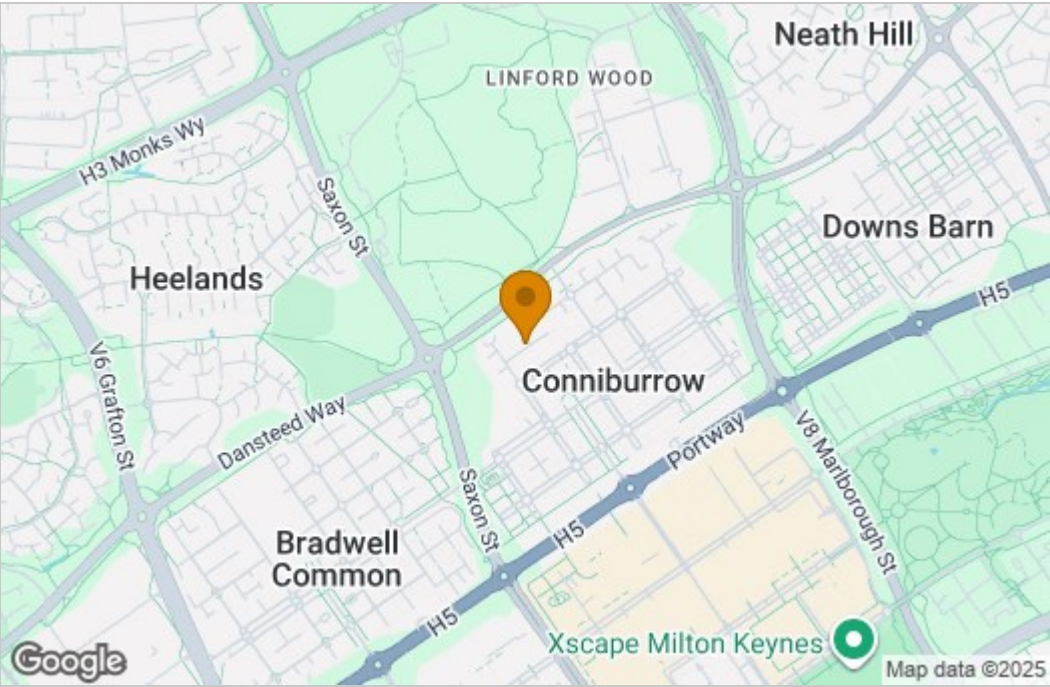 Neath Hill
LINFORD WOOD
H3 Monks Wy
Saxon St
Downs Barn
Heelands
H5
V6 Grafton St
Conniburrow
Dansteed Way
Portway
V8 Marlborough St
Saxon St
H5
Bradwell
Common
H5
Xscape Milton Keynes
Google
Map data ©2025